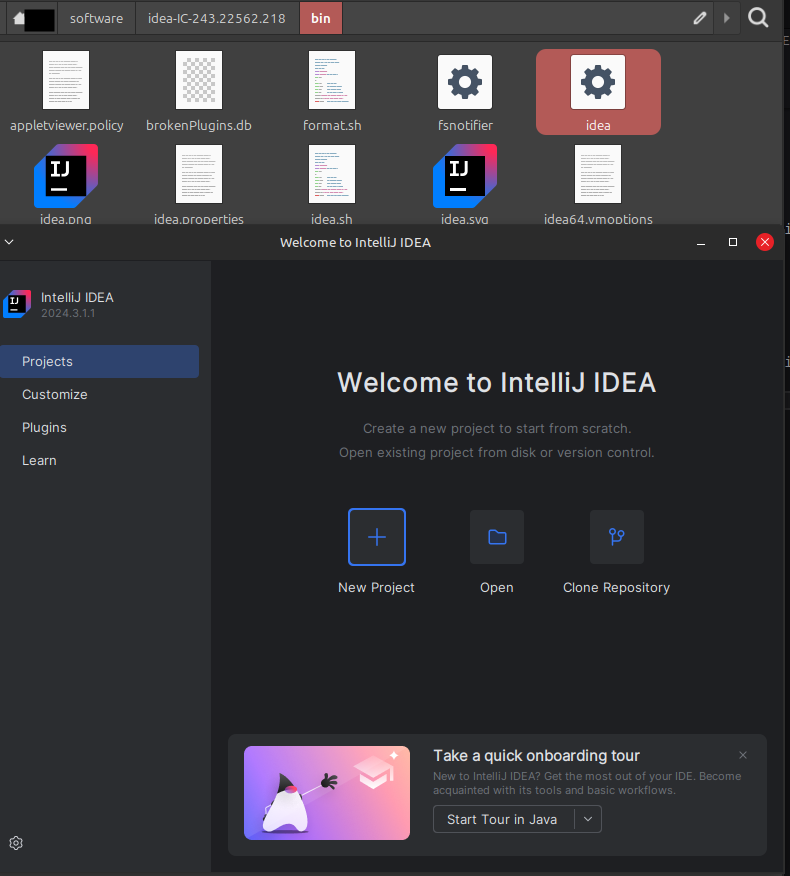 software
idea-IC-243.22562.218
bin
appletviewer.policy
brokenPlugins.db
format.sh
fsnotifier
idea
IJ
IJ
idea.png
idea.properties
idea.sh
idea.svg
idea64.vmoptions
Welcome to IntelliJ IDEA
IJ
IntelliJ IDEA
2024.3.1.1
Projects
Customize
Plugins
Learn
Welcome to IntelliJ IDEA
Create a new project to start from scratch.
Open existing project from disk or version control.
New Project
Open
Clone Repository
Take a quick onboarding tour
New to IntelliJ IDEA? Get the most out of your IDE. Become
acquainted with its tools and basic workflows.
Start Tour in Java